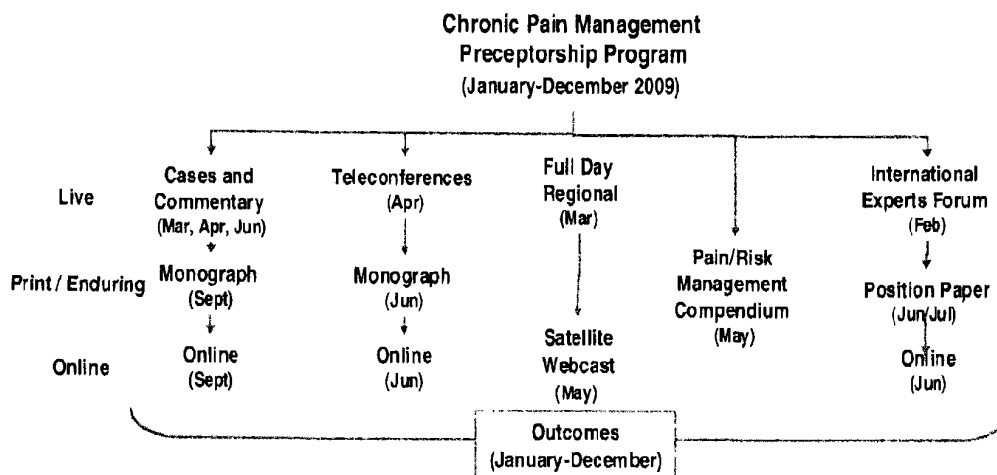 Chronic Pain Management
Preceptorship Program
(January-December 2009)
Live
Cases and
Commentary
(Mar, Apr, Jun)
Teleconferences
(Apr)
Full Day
Regional
(Mar)
International
Experts Forum
(Feb)
Print / Enduring
Monograph
(Sept)
Monograph
(Jun)
Pain/Risk
Management
Compendium
(May)
Position Paper
(Jun/Jul)
Online
Online
(Sept)
Online
(Jun)
Satellite
Webcast
(May)
Online
(Jun)
Outcomes
(January-December)